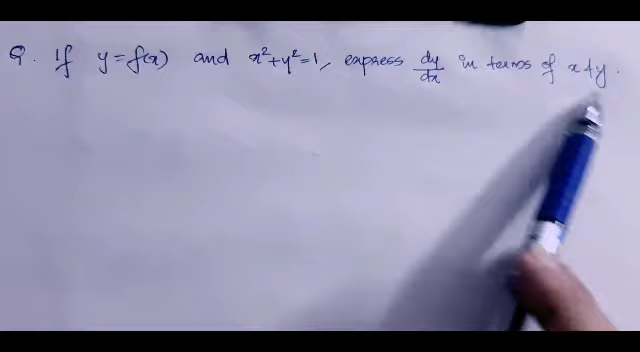 Q. If y = f(x) and x² + y² = 1, express dy/dx in terms of x & y.